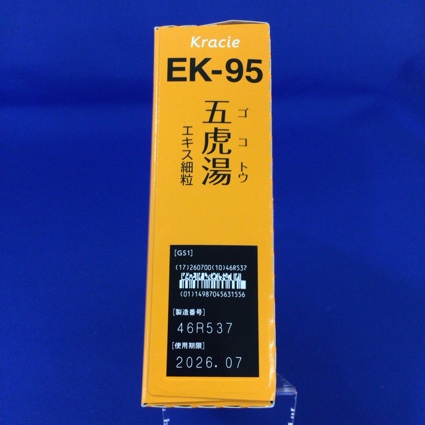 Kracie
EK-95
五虎湯
ゴコトウ
エキス細粒
[GS1]
(17)260700(10)46R537
(01)14987045631556
[製造番号]
46R537
[使用期限]
2026.07